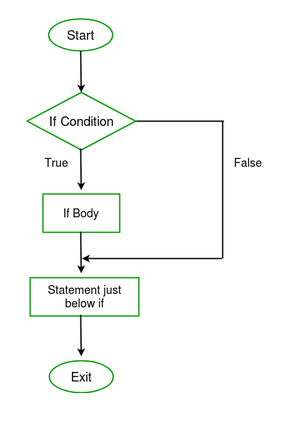 Start
If Condition
True
False
If Body
Statement just
below if
Exit